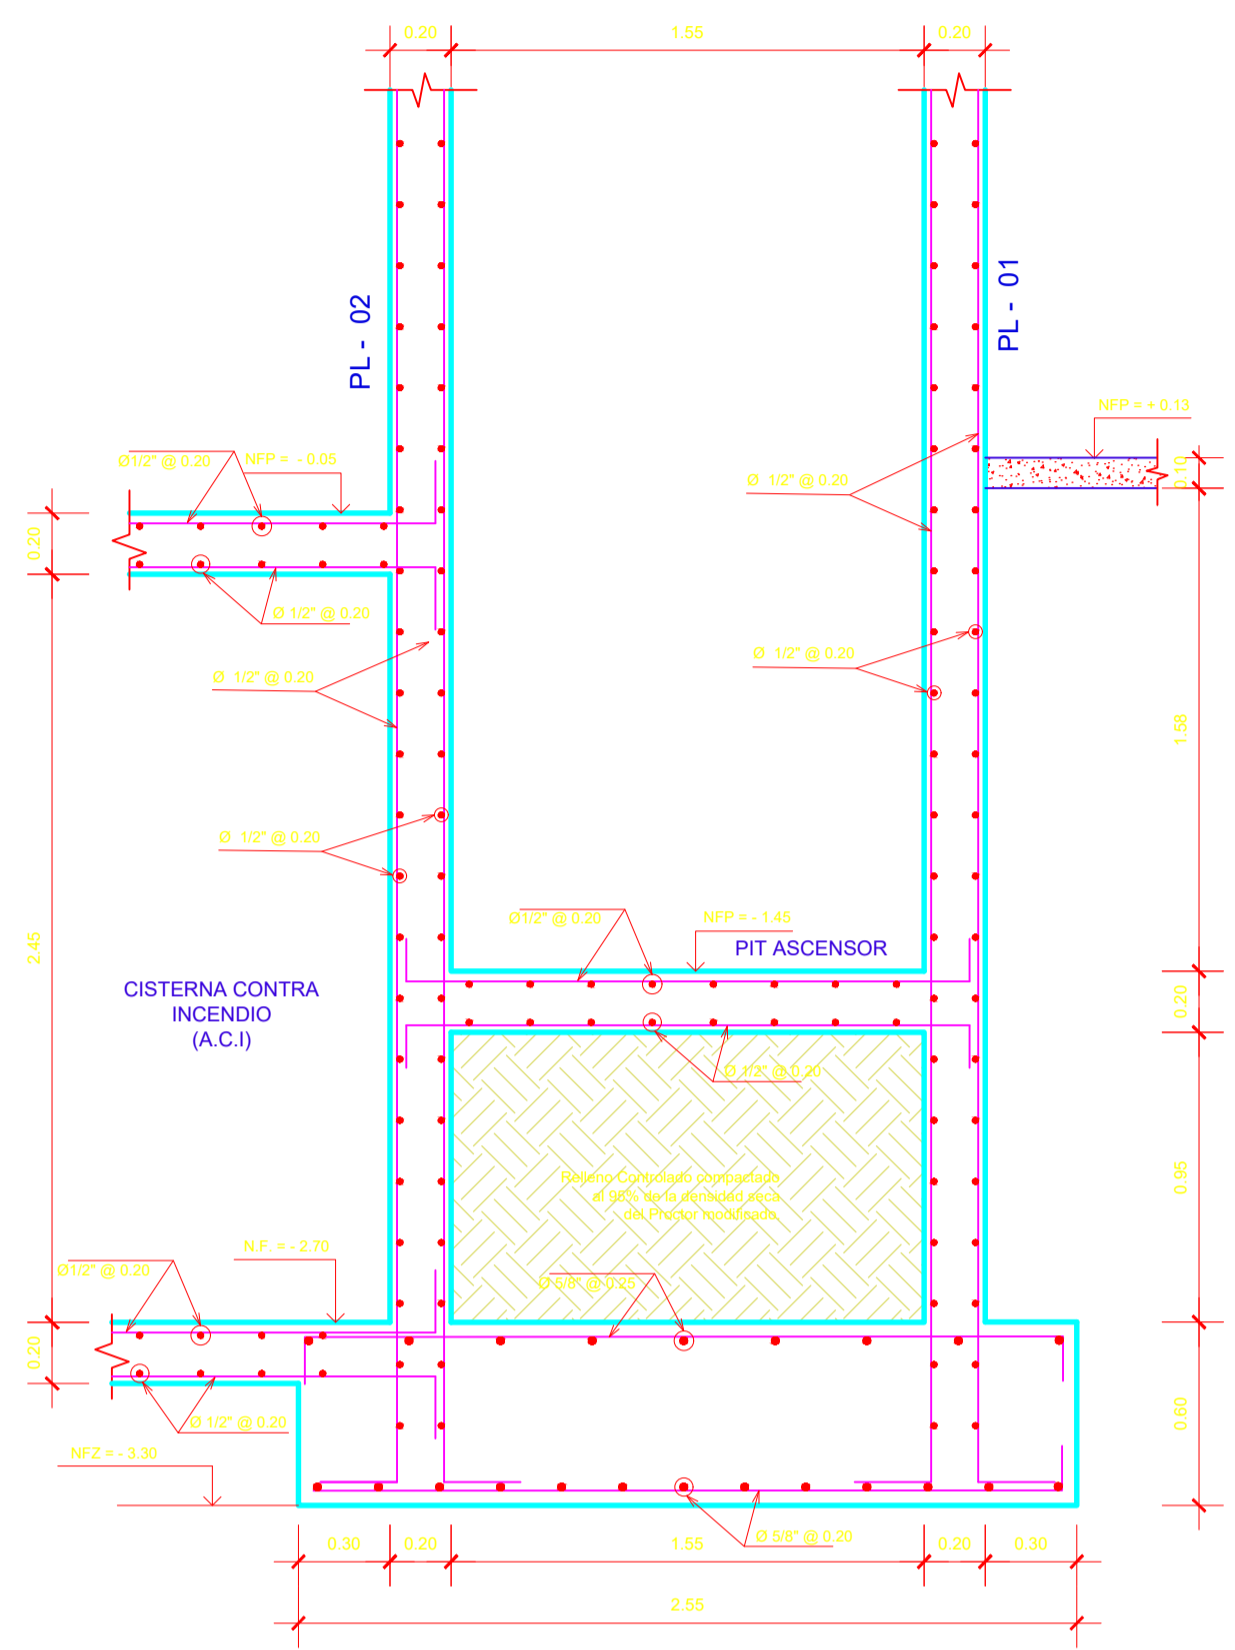 0.20
1.55
0.20
PL - 02
PL - 01
NFP = + 0.13
0.10
Ø1/2" @ 0.20
NFP = - 0.05
Ø 1/2" @ 0.20
0.20
Ø 1/2" @ 0.20
Ø 1/2" @ 0.20
Ø 1/2" @ 0.20
1.58
Ø 1/2" @ 0.20
2.45
Ø1/2" @ 0.20
NFP = - 1.45
PIT ASCENSOR
CISTERNA CONTRA
INCENDIO
(A.C.I)
0.20
Ø 1/2" @ 0.20
Relleno Controlado compactado
al 98% de la densidad seca
del Proctor modificado.
0.95
N.F. = - 2.70
Ø1/2" @ 0.20
Ø 5/8" @ 0.25
0.20
Ø 1/2" @ 0.20
0.60
NFZ = - 3.30
Ø 5/8" @ 0.20
0.30
0.20
1.55
0.20
0.30
2.55